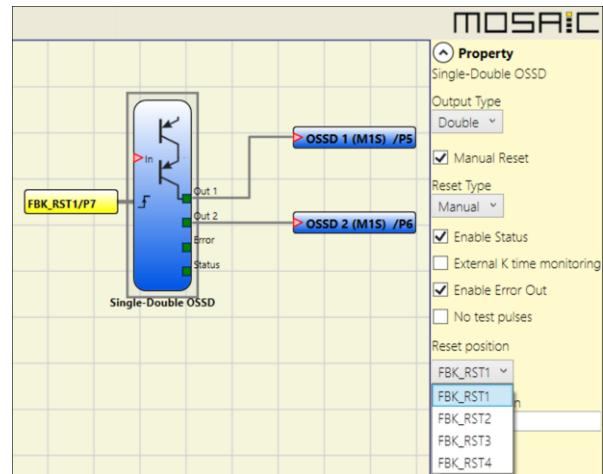 MOSAIC
Property
Single-Double OSSD
Output Type
Double
Manual Reset
Reset Type
Manual
Enable Status
External K time monitoring
Enable Error Out
No test pulses
Reset position
FBK_RST1
FBK_RST1
FBK_RST2
FBK_RST3
FBK_RST4
In
Out 1
Out 2
Error
Status
Single-Double OSSD
FBK_RST1/P7
OSSD 1 (M1S) /P5
OSSD 2 (M1S) /P6